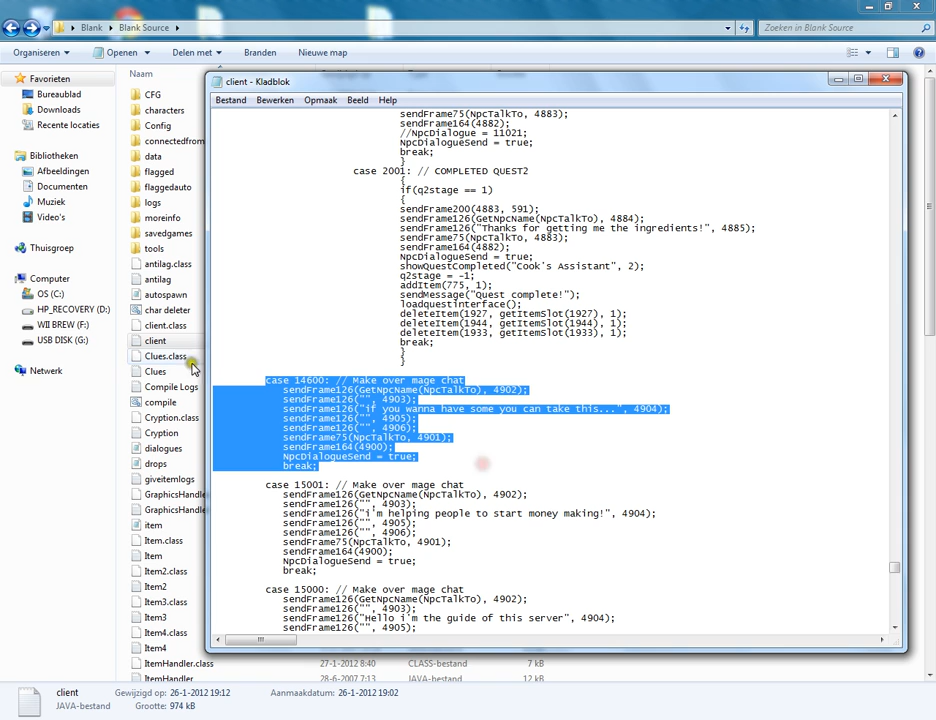 Blank ▸ Blank Source ▸
Zoeken in Blank Source
Organiseren
Openen
Delen met
Branden
Nieuwe map
Favorieten
Bureaublad
Downloads
Recente locaties
Bibliotheken
Afbeeldingen
Documenten
Muziek
Video's
Thuisgroep
Computer
OS (C:)
HP_RECOVERY (D:)
WII BREW (F:)
USB DISK (G:)
Netwerk
Naam
CFG
characters
Config
connectedfrom
data
flagged
flaggedauto
logs
moreinfo
savedgames
tools
antilag.class
antilag
autospawn
char deleter
client.class
client
Clues.class
Clues
Compile Logs
compile
Cryption.class
Cryption
dialogues
drops
giveitemlogs
GraphicsHandle
GraphicsHandle
item
Item.class
Item
Item2.class
Item2
Item3.class
Item3
Item4.class
Item4
ItemHandler.class
27-1-2012 8:40
CLASS-bestand
7 kB
ItemHandler
28-6-2007 7:13
JAVA-bestand
12 kB
client - Kladblok
Bestand Bewerken Opmaak Beeld Help
sendFrame75(NpcTalkTo, 4883);
sendFrame164(4882);
//NpcDialogue = 11021;
NpcDialogueSend = true;
break;
}
case 2001: // COMPLETED QUEST2
{
if(q2stage == 1)
{
sendFrame200(4883, 591);
sendFrame126(GetNpcName(NpcTalkTo), 4884);
sendFrame126("Thanks for getting me the ingredients!", 4885);
sendFrame75(NpcTalkTo, 4883);
sendFrame164(4882);
NpcDialogueSend = true;
showQuestCompleted("Cook's Assistant", 2);
q2stage = -1;
addItem(775, 1);
sendMessage("Quest complete!");
loadquestinterface();
deleteItem(1927, getItemSlot(1927), 1);
deleteItem(1944, getItemSlot(1944), 1);
deleteItem(1933, getItemSlot(1933), 1);
break;
}
}
case 14600: // Make over mage chat
sendFrame126(GetNpcName(NpcTalkTo), 4902);
sendFrame126("", 4903);
sendFrame126("if you wanna have some you can take this...", 4904);
sendFrame126("", 4905);
sendFrame126("", 4906);
sendFrame75(NpcTalkTo, 4901);
sendFrame164(4900);
NpcDialogueSend = true;
break;
case 15001: // Make over mage chat
sendFrame126(GetNpcName(NpcTalkTo), 4902);
sendFrame126("", 4903);
sendFrame126("i'm helping people to start money making!", 4904);
sendFrame126("", 4905);
sendFrame126("", 4906);
sendFrame75(NpcTalkTo, 4901);
sendFrame164(4900);
NpcDialogueSend = true;
break;
case 15000: // Make over mage chat
sendFrame126(GetNpcName(NpcTalkTo), 4902);
sendFrame126("", 4903);
sendFrame126("Hello i'm the guide of this server", 4904);
sendFrame126("", 4905);
client
Gewijzigd op: 26-1-2012 19:12
Aanmaakdatum: 26-1-2012 19:02
JAVA-bestand
Grootte: 974 kB